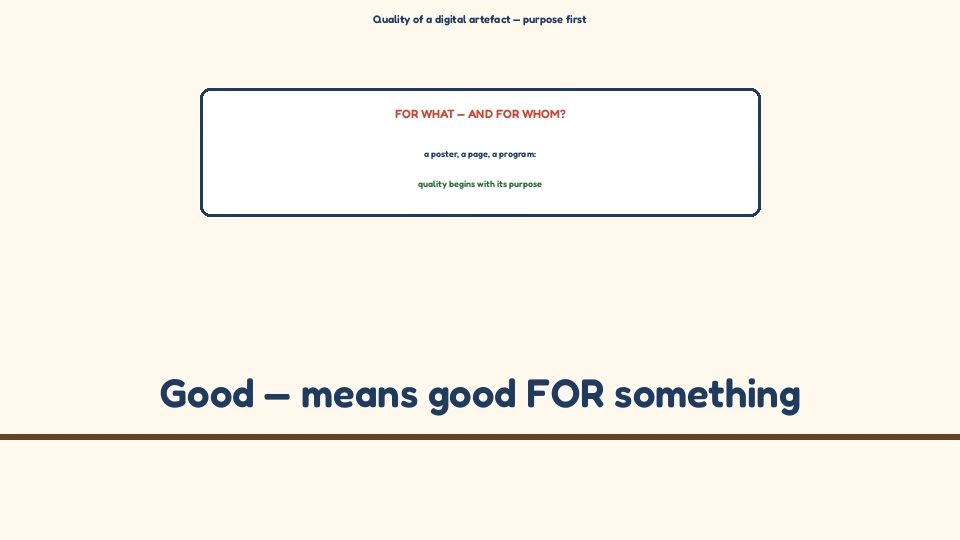 Quality of a digital artefact — purpose first
FOR WHAT — AND FOR WHOM?
a poster, a page, a program:
quality begins with its purpose
Good — means good FOR something